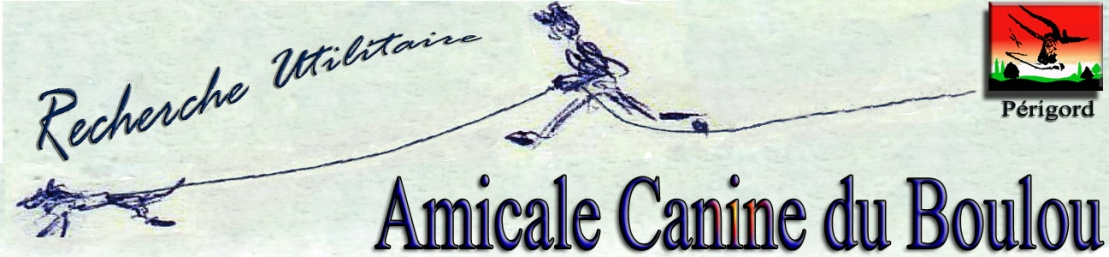 Recherche Utilitaire
Périgord
Amicale Canine du Boulou